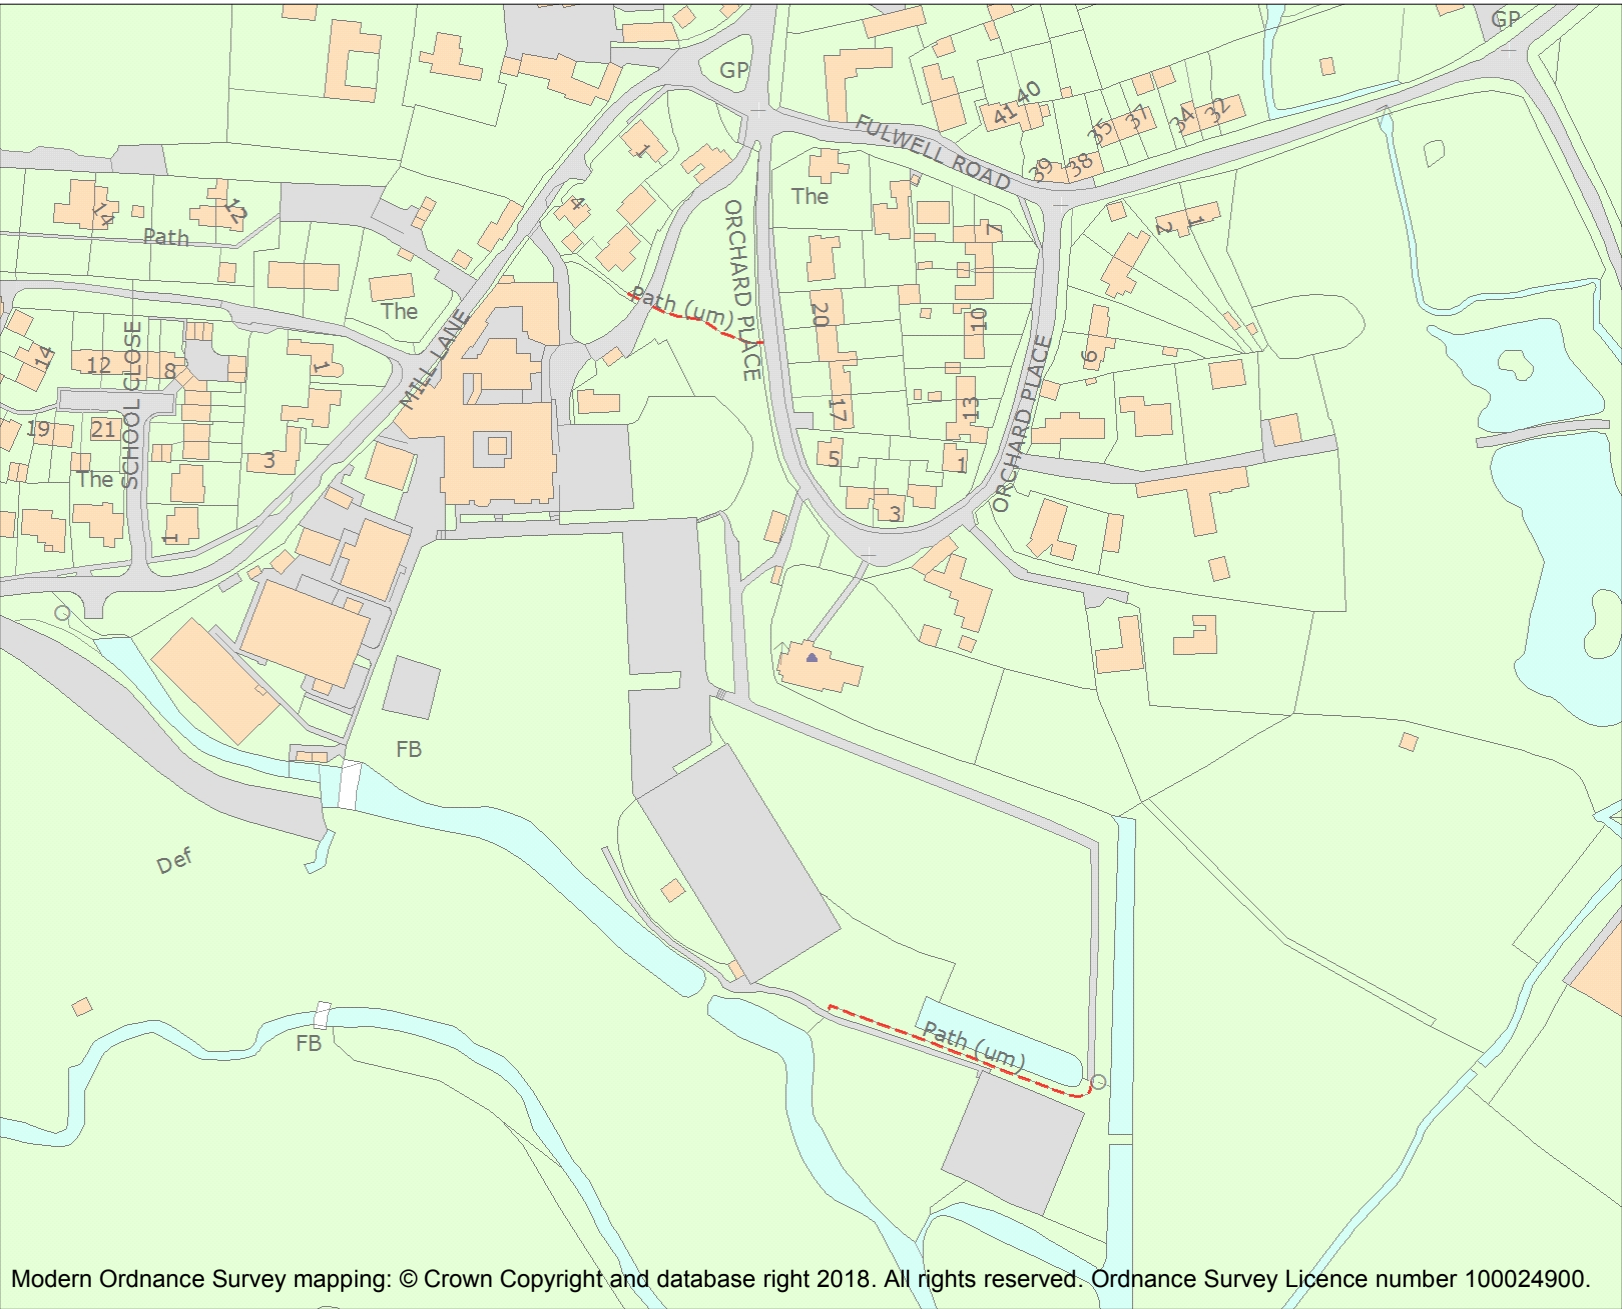 GP
GP
40
41
FULWELL ROAD
35
37
34
32
39
38
1
The
4
ORCHARD PLACE
14
12
Path
7
2
1
Path (um)
The
20
10
MILL LANE
SCHOOL CLOSE
14
12
8
1
6
ORCHARD PLACE
17
13
19
21
3
The
5
1
3
1
FB
Def
FB
Path (um)
Modern Ordnance Survey mapping: © Crown Copyright and database right 2018. All rights reserved. Ordnance Survey Licence number 100024900.